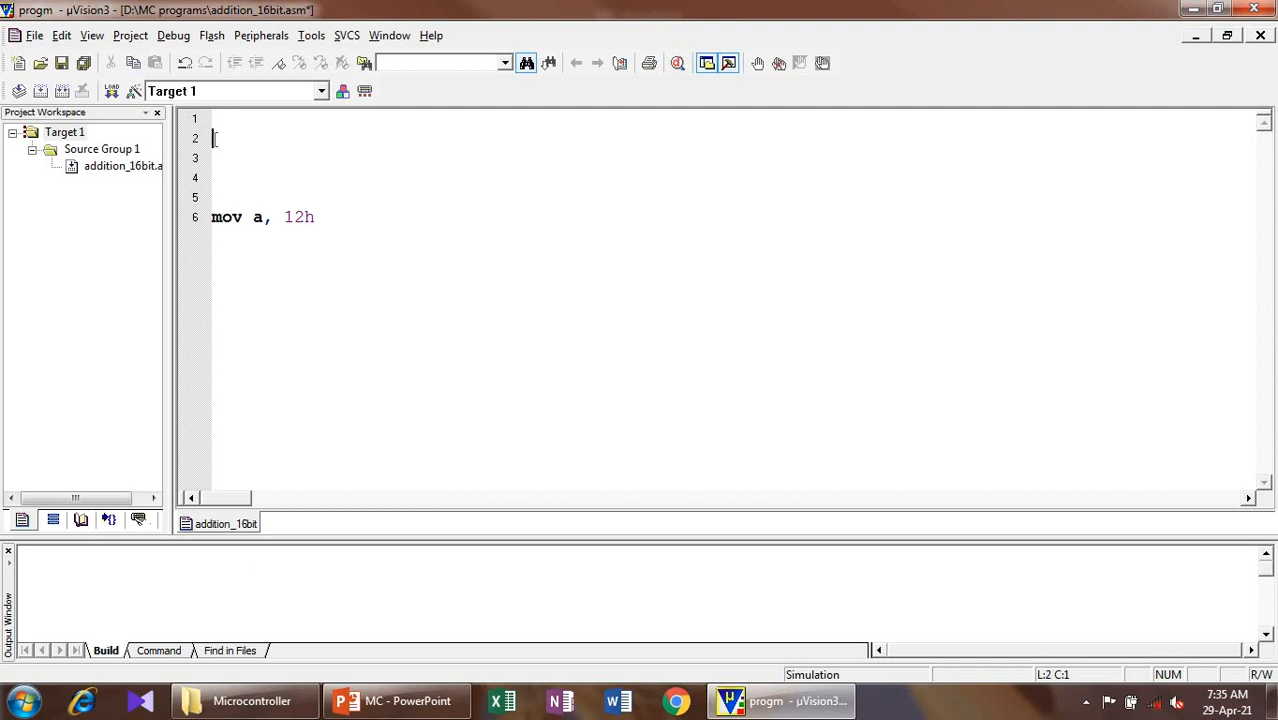 progm - µVision3 - [D:\MC programs\addition_16bit.asm*]
File Edit View Project Debug Flash Peripherals Tools SVCS Window Help
LOAD Target 1
Project Workspace
Target 1
Source Group 1
addition_16bit.a
1
2
3
4
5
6 mov a, 12h
addition_16bit
Output Window
Build Command Find in Files
Simulation L:2 C:1 NUM R/W
Microcontroller MC - PowerPoint progm - µVision3...
7:35 AM
29-Apr-21